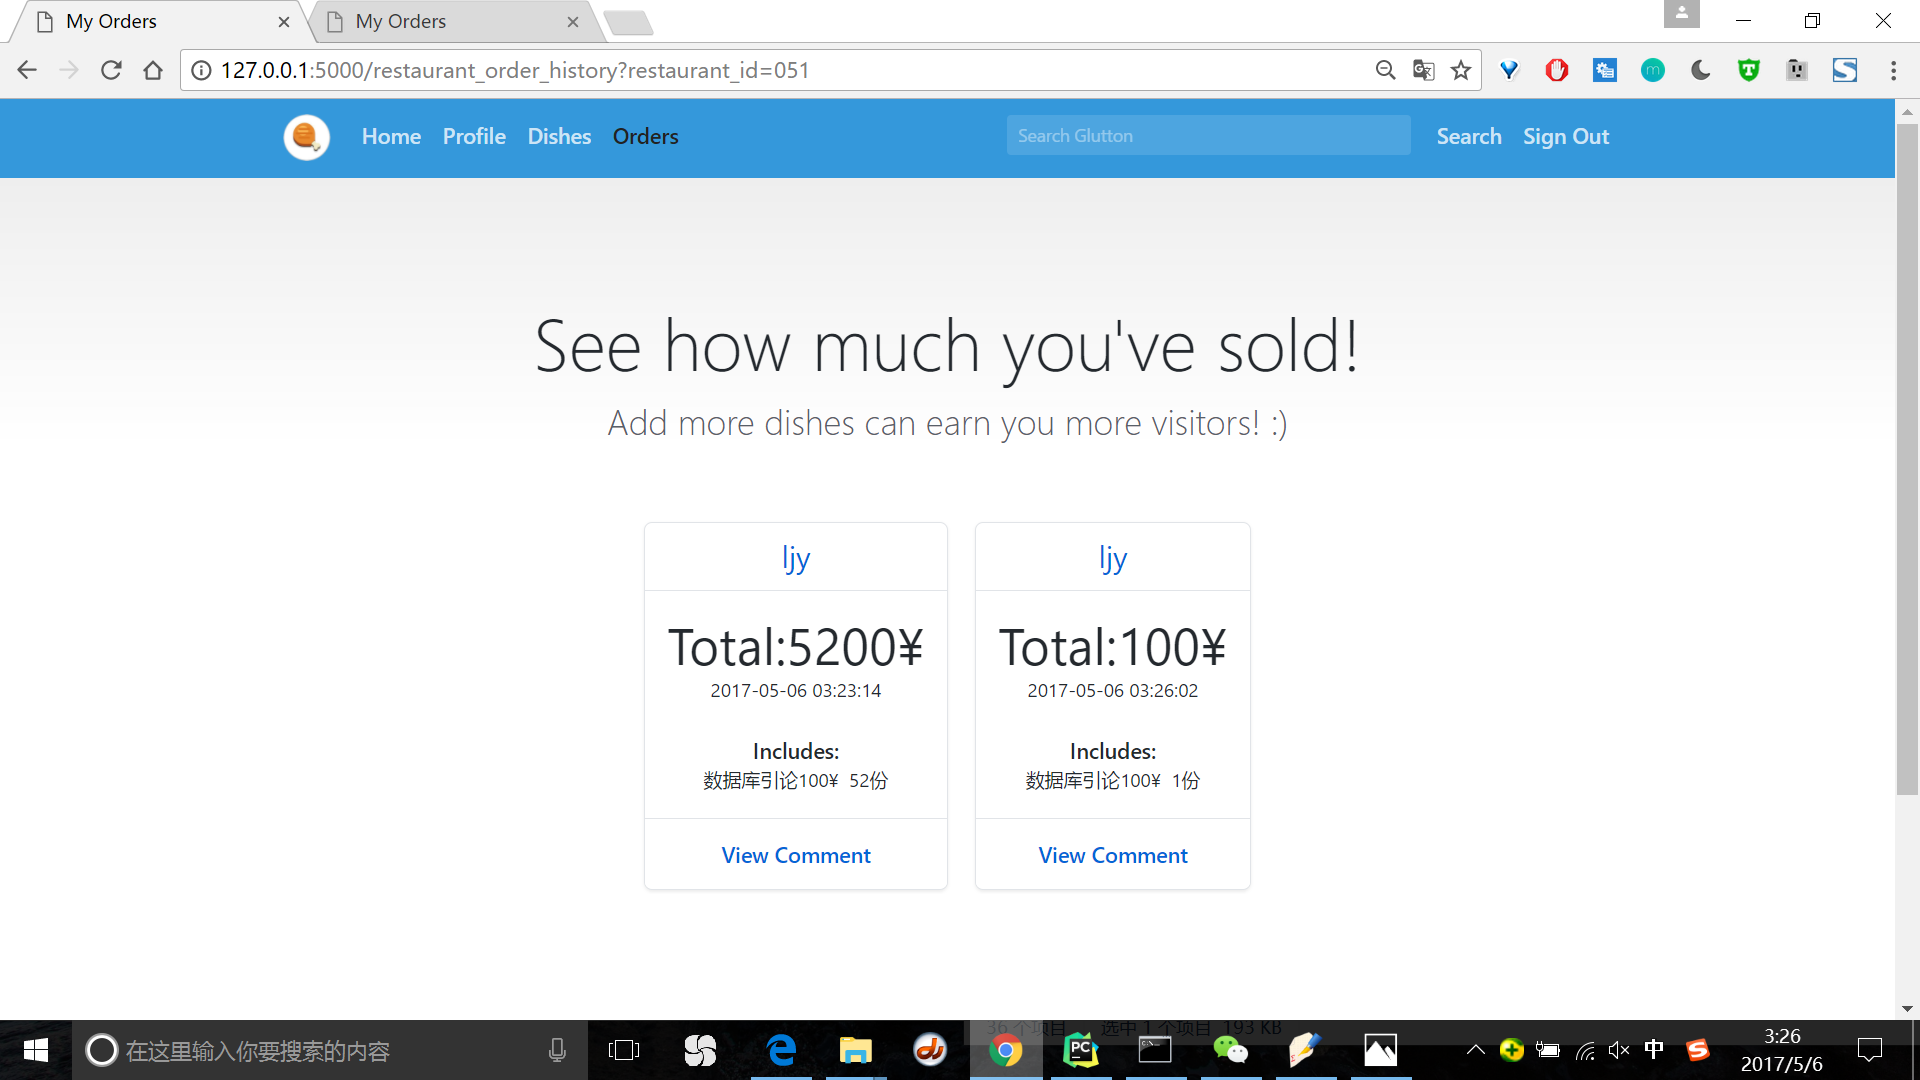 My Orders
My Orders
127.0.0.1:5000/restaurant_order_history?restaurant_id=051
Home Profile Dishes Orders
Search Glutton
Search Sign Out
See how much you've sold!
Add more dishes can earn you more visitors! :)
ljy
Total:5200¥
2017-05-06 03:23:14
Includes:
数据库引论100¥ 52份
View Comment
ljy
Total:100¥
2017-05-06 03:26:02
Includes:
数据库引论100¥ 1份
View Comment
36 个项目 选中 1 个项目 193 KB
在这里输入你要搜索的内容
PC
中
3:26
2017/5/6